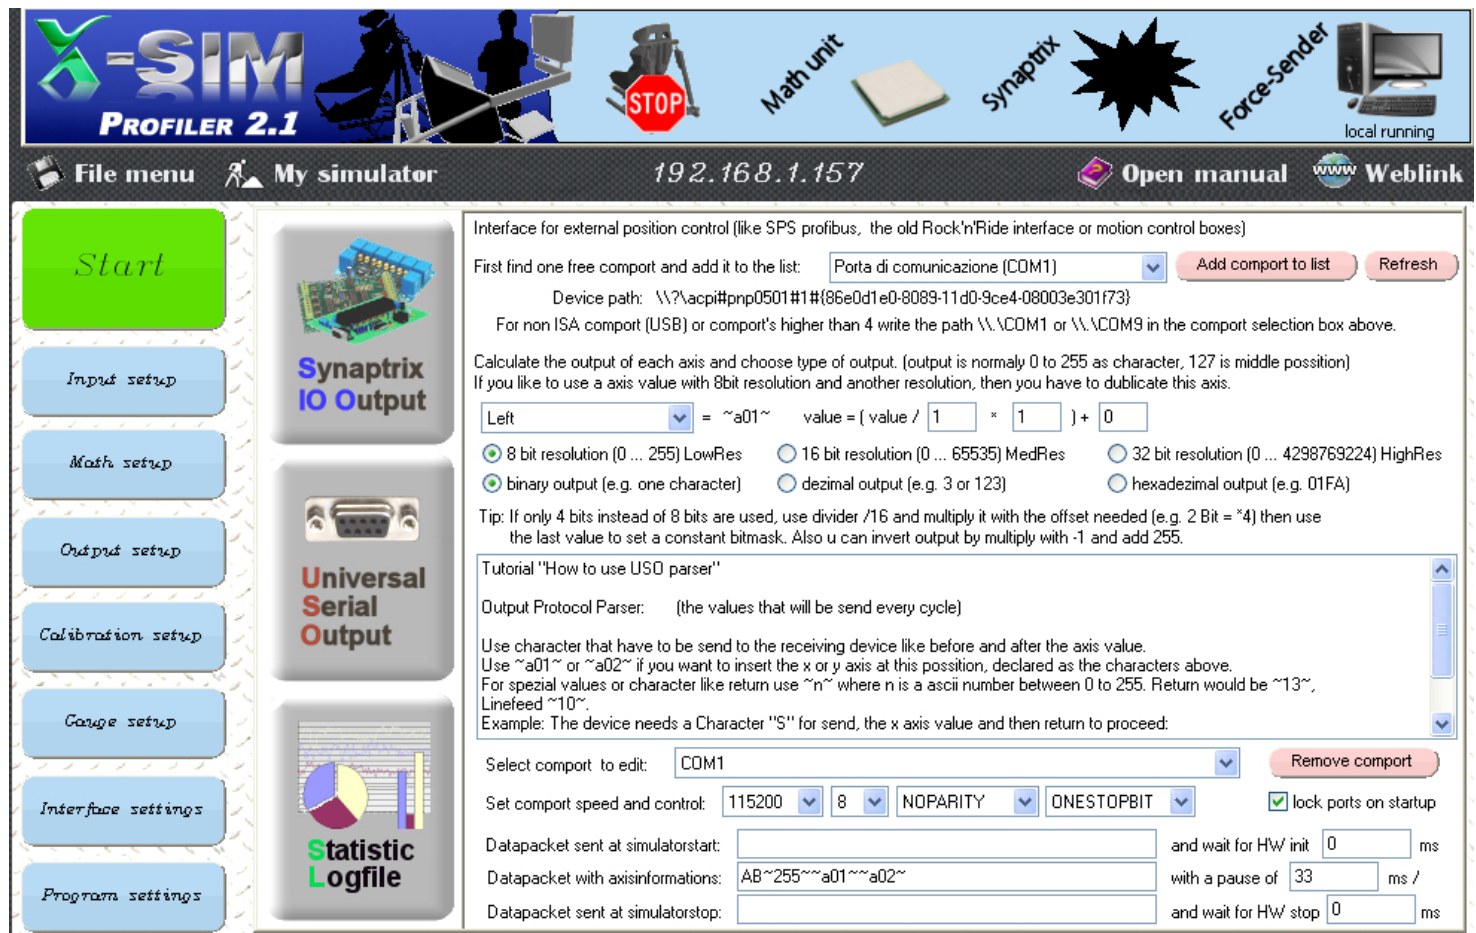 X-SIM
PROFILER 2.1
STOP
Math unit
Synaptrix
Force-Sender
local running
File menu
My simulator
192.168.1.157
Open manual
www
Weblink
Start
Input setup
Math setup
Output setup
Calibration setup
Gauge setup
Interface settings
Program settings
Synaptrix
IO Output
Universal
Serial
Output
Statistic
Logfile
Interface for external position control (like SPS profibus, the old Rock'n'Ride interface or motion control boxes)
First find one free comport and add it to the list: Porta di comunicazione (COM1) Add comport to list Refresh
Device path: \\?\acpi#pnp0501#1#{86e0d1e0-8089-11d0-9ce4-08003e301f73}
For non ISA comport (USB) or comport's higher than 4 write the path \\.\COM1 or \\.\COM9 in the comport selection box above.
Calculate the output of each axis and choose type of output. (output is normaly 0 to 255 as character, 127 is middle possition)
If you like to use a axis value with 8bit resolution and another resolution, then you have to dublicate this axis.
Left = ~a01~ value = ( value / 1 * 1 ) + 0
8 bit resolution (0 ... 255) LowRes 16 bit resolution (0 ... 65535) MedRes 32 bit resolution (0 ... 4298769224) HighRes
binary output (e.g. one character) dezimal output (e.g. 3 or 123) hexadezimal output (e.g. 01FA)
Tip: If only 4 bits instead of 8 bits are used, use divider /16 and multiply it with the offset needed (e.g. 2 Bit = *4) then use
the last value to set a constant bitmask. Also u can invert output by multiply with -1 and add 255.
Tutorial "How to use USO parser"
Output Protocol Parser: (the values that will be send every cycle)
Use character that have to be send to the receiving device like before and after the axis value.
Use ~a01~ or ~a02~ if you want to insert the x or y axis at this possition, declared as the characters above.
For spezial values or character like return use ~n~ where n is a ascii number between 0 to 255. Return would be ~13~,
Linefeed ~10~.
Example: The device needs a Character "S" for send, the x axis value and then return to proceed:
Select comport to edit: COM1 Remove comport
Set comport speed and control: 115200 8 NOPARITY ONESTOPBIT lock ports on startup
Datapacket sent at simulatorstart: and wait for HW init 0 ms
Datapacket with axisinformations: AB~255~~a01~~a02~ with a pause of 33 ms /
Datapacket sent at simulatorstop: and wait for HW stop 0 ms